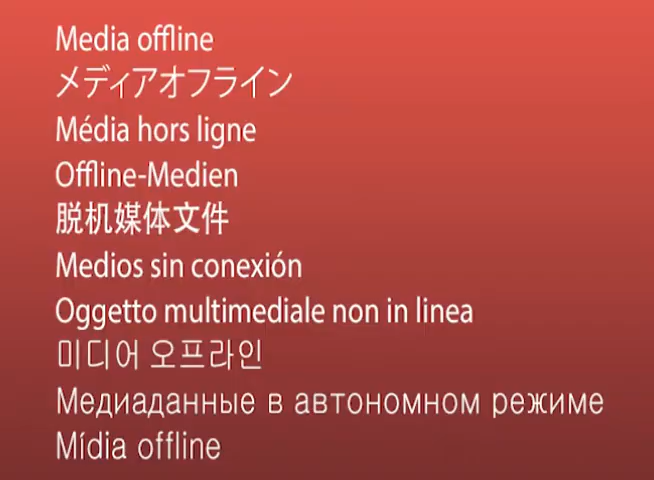 Media offline
メディアオフライン
Média hors ligne
Offline-Medien
脱机媒体文件
Medios sin conexión
Oggetto multimediale non in linea
미디어 오프라인
Медиаданные в автономном режиме
Mídia offline